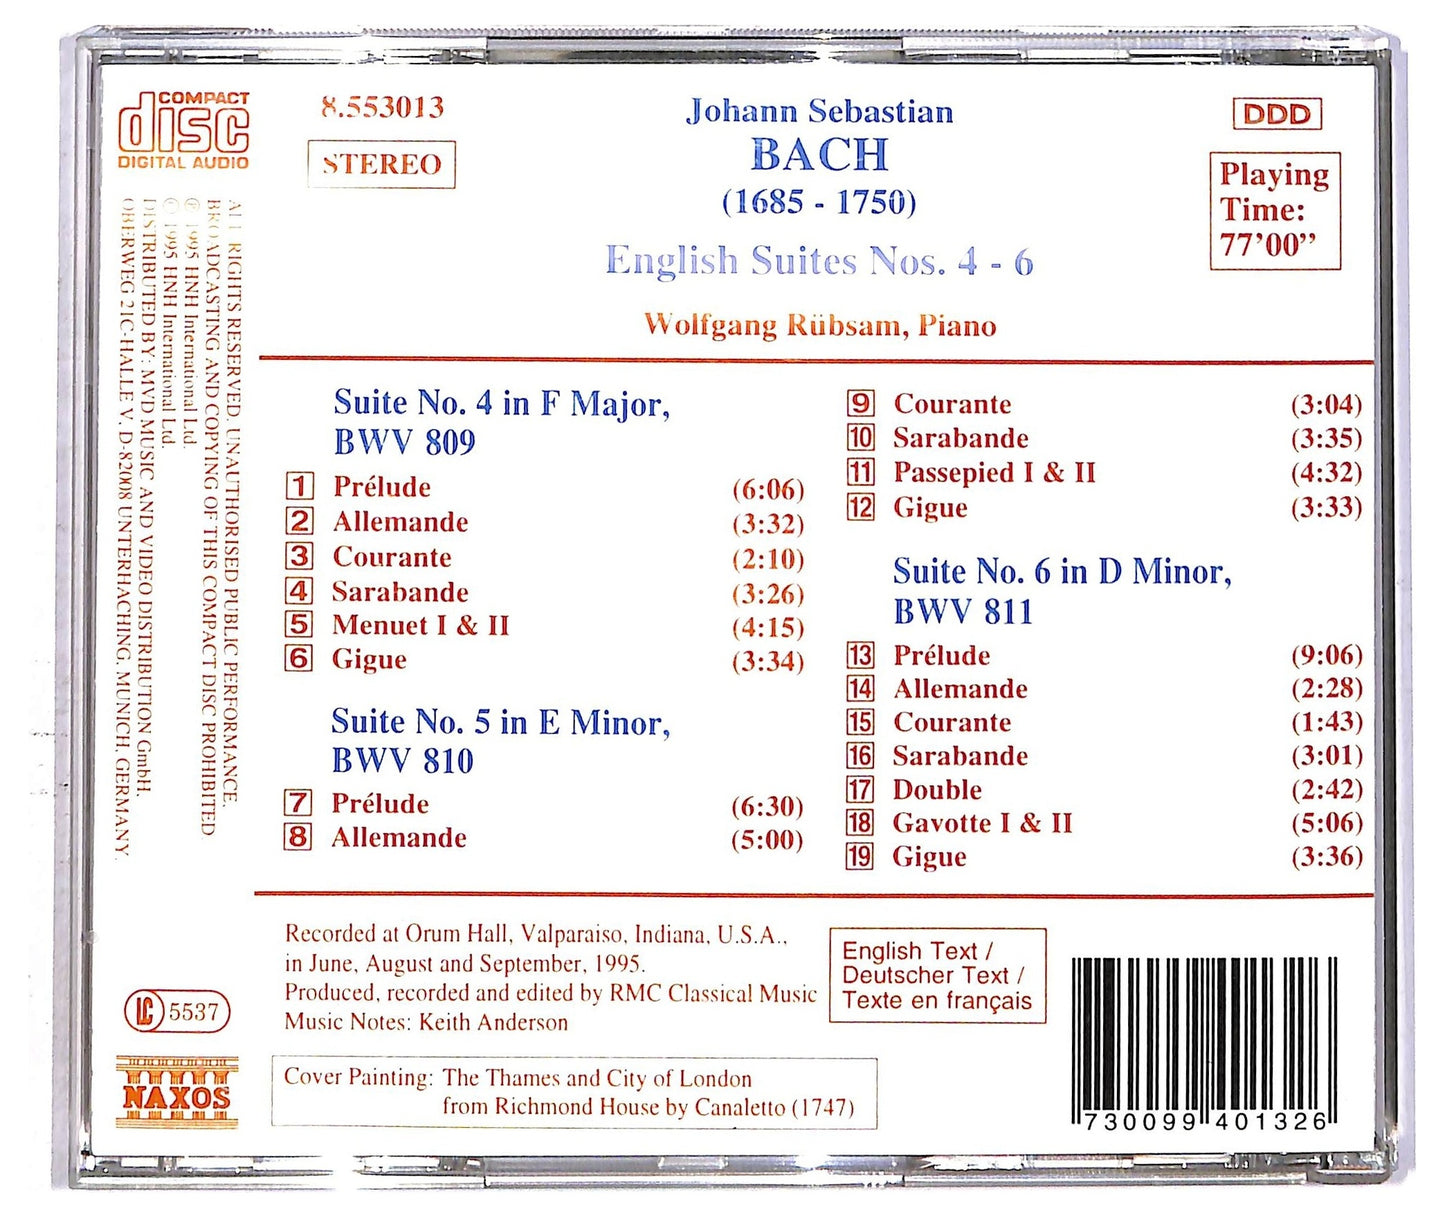 COMPACT
disc
DIGITAL AUDIO
8.553013
STEREO
Johann Sebastian
BACH
(1685 - 1750)
English Suites Nos. 4 - 6
Wolfgang Rübsam, Piano
DDD
Playing
Time:
77’00”
Suite No. 4 in F Major,
BWV 809
1 Prélude (6:06)
2 Allemande (3:32)
3 Courante (2:10)
4 Sarabande (3:26)
5 Menuet I & II (4:15)
6 Gigue (3:34)
Suite No. 5 in E Minor,
BWV 810
7 Prélude (6:30)
8 Allemande (5:00)
9 Courante (3:04)
10 Sarabande (3:35)
11 Passepied I & II (4:32)
12 Gigue (3:33)
Suite No. 6 in D Minor,
BWV 811
13 Prélude (9:06)
14 Allemande (2:28)
15 Courante (1:43)
16 Sarabande (3:01)
17 Double (2:42)
18 Gavotte I & II (5:06)
19 Gigue (3:36)
Recorded at Orum Hall, Valparaiso, Indiana, U.S.A.,
in June, August and September, 1995.
Produced, recorded and edited by RMC Classical Music
Music Notes: Keith Anderson
English Text /
Deutscher Text /
Texte en français
Cover Painting: The Thames and City of London
from Richmond House by Canaletto (1747)
730099 401326
LC 5537
NAXOS
ALL RIGHTS RESERVED. UNAUTHORISED PUBLIC PERFORMANCE,
BROADCASTING AND COPYING OF THIS COMPACT DISC PROHIBITED
℗ 1995 HNH International Ltd.
© 1995 HNH International Ltd.
DISTRIBUTED BY: MVD MUSIC AND VIDEO DISTRIBUTION GmbH,
OBERWEG 21C-HALLE V, D-82008 UNTERHACHING, MUNICH, GERMANY.